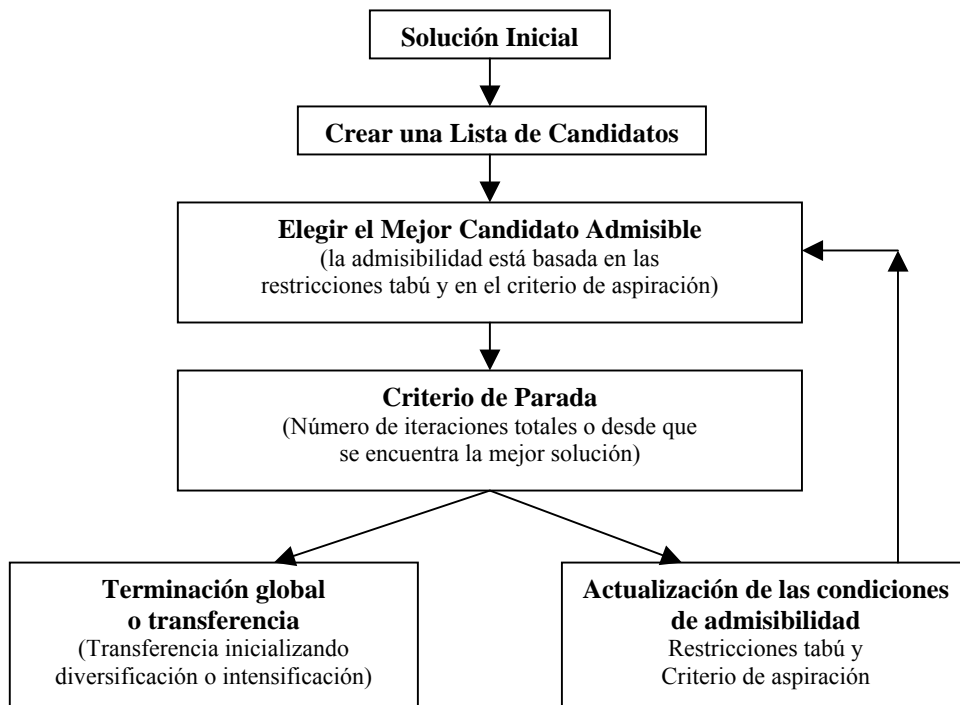 Solución Inicial
Crear una Lista de Candidatos
Elegir el Mejor Candidato Admisible
(la admisibilidad está basada en las
restricciones tabú y en el criterio de aspiración)
Criterio de Parada
(Número de iteraciones totales o desde que
se encuentra la mejor solución)
Terminación global
o transferencia
(Transferencia inicializando
diversificación o intensificación)
Actualización de las condiciones
de admisibilidad
Restricciones tabú y
Criterio de aspiración